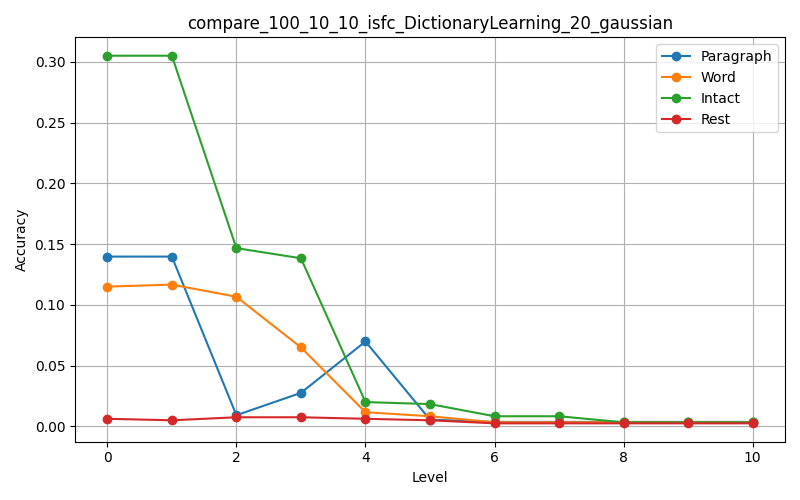 compare_100_10_10_isfc_DictionaryLearning_20_gaussian
Paragraph
Word
Intact
Rest
Accuracy
0.30
0.25
0.20
0.15
0.10
0.05
0.00
0 2 4 6 8 10
Level